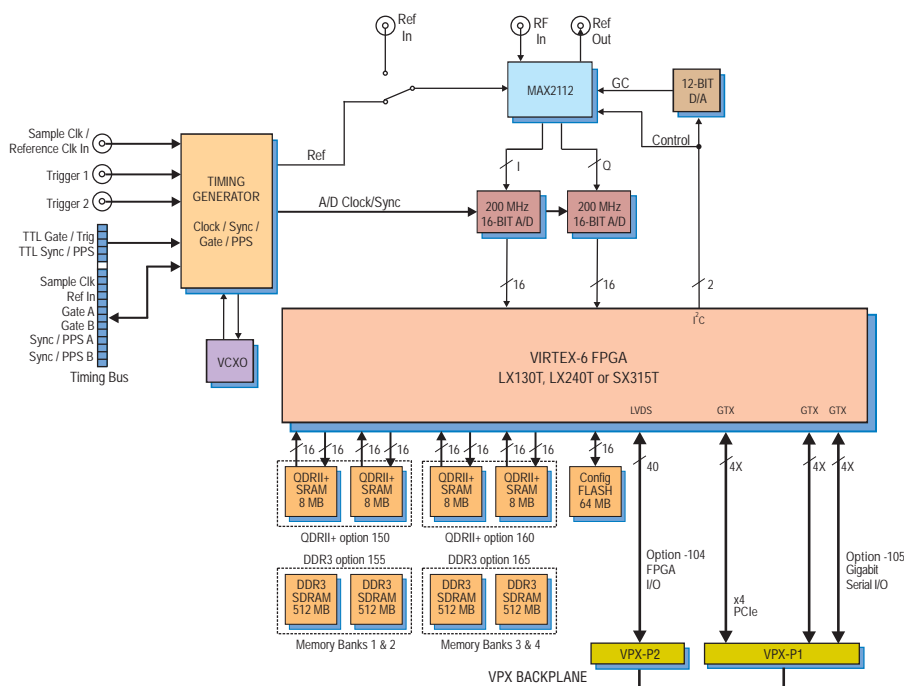 Ref
In
RF
In
Ref
Out
MAX2112
GC
12-BIT
D/A
Control
Sample Clk /
Reference Clk In
Trigger 1
Trigger 2
TTL Gate / Trig
TTL Sync / PPS
Sample Clk
Ref In
Gate A
Gate B
Sync / PPS A
Sync / PPS B
Timing Bus
TIMING
GENERATOR
Clock / Sync /
Gate / PPS
VCXO
Ref
A/D Clock/Sync
I
Q
200 MHz
16-BIT A/D
200 MHz
16-BIT A/D
16
16
2
I2C
VIRTEX-6 FPGA
LX130T, LX240T or SX315T
LVDS
GTX
GTX
GTX
16
16
16
16
16
16
16
16
16
40
4X
4X
4X
QDRII+
SRAM
8 MB
QDRII+
SRAM
8 MB
QDRII+
SRAM
8 MB
QDRII+
SRAM
8 MB
Config
FLASH
64 MB
QDRII+ option 150
QDRII+ option 160
DDR3 option 155
DDR3 option 165
DDR3
SDRAM
512 MB
DDR3
SDRAM
512 MB
DDR3
SDRAM
512 MB
DDR3
SDRAM
512 MB
Memory Banks 1 & 2
Memory Banks 3 & 4
Option -104
FPGA
I/O
x4
PCIe
Option -105
Gigabit
Serial I/O
VPX-P2
VPX-P1
VPX BACKPLANE